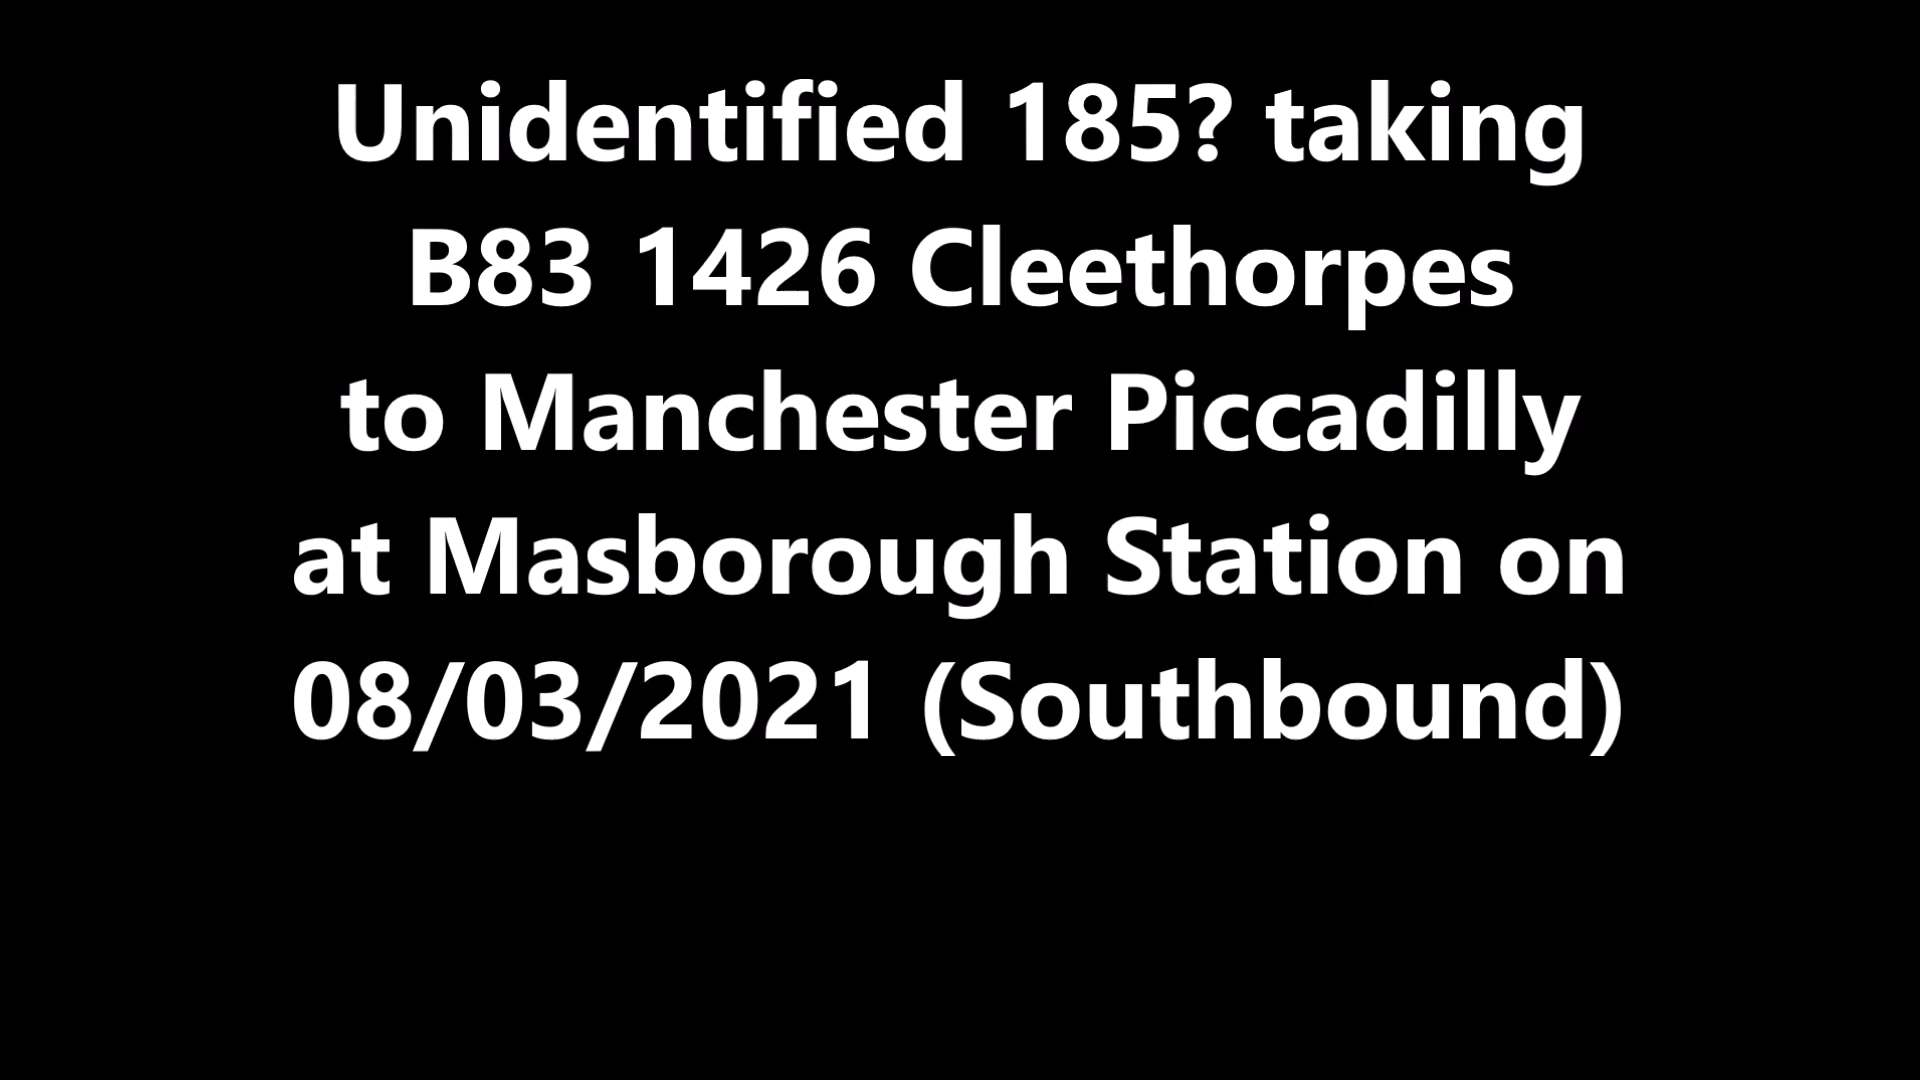 Unidentified 185? taking
B83 1426 Cleethorpes
to Manchester Piccadilly
at Masborough Station on
08/03/2021 (Southbound)